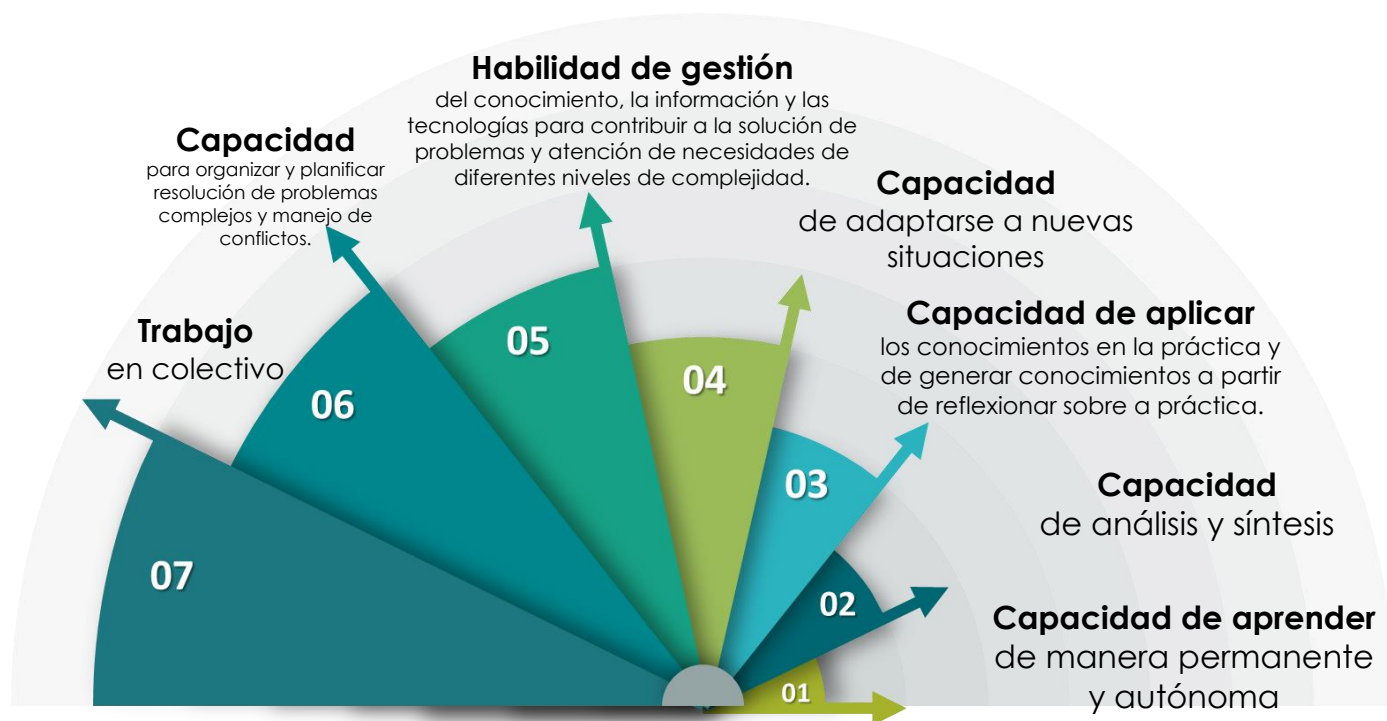 Habilidad de gestión
del conocimiento, la información y las
tecnologías para contribuir a la solución de
problemas y atención de necesidades de
diferentes niveles de complejidad.
Capacidad
para organizar y planificar
resolución de problemas
complejos y manejo de
conflictos.
Capacidad
de adaptarse a nuevas
situaciones
Trabajo
en colectivo
Capacidad de aplicar
los conocimientos en la práctica y
de generar conocimientos a partir
de reflexionar sobre a práctica.
Capacidad
de análisis y síntesis
Capacidad de aprender
de manera permanente
y autónoma
07
06
05
04
03
02
01